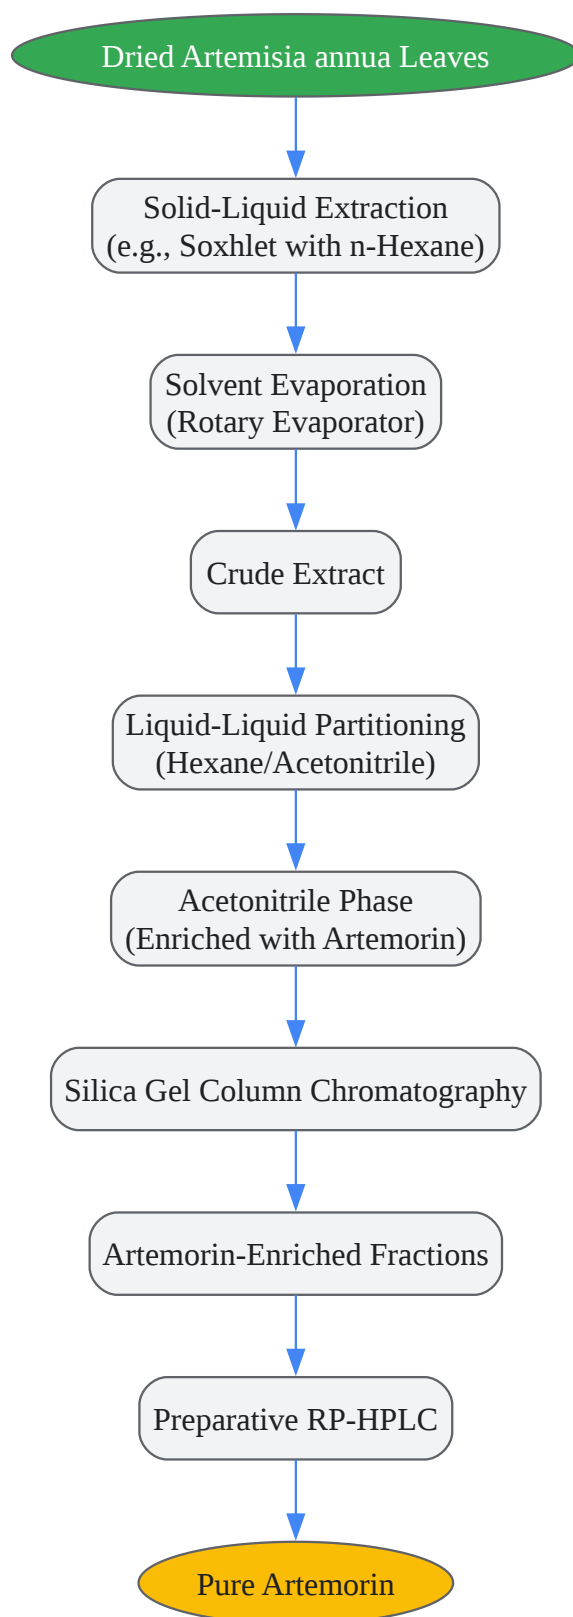 Dried Artemisia annua Leaves
Solid-Liquid Extraction
(e.g., Soxhlet with n-Hexane)
Solvent Evaporation
(Rotary Evaporator)
Crude Extract
Liquid-Liquid Partitioning
(Hexane/Acetonitrile)
Acetonitrile Phase
(Enriched with Artemorin)
Silica Gel Column Chromatography
Artemorin-Enriched Fractions
Preparative RP-HPLC
Pure Artemorin